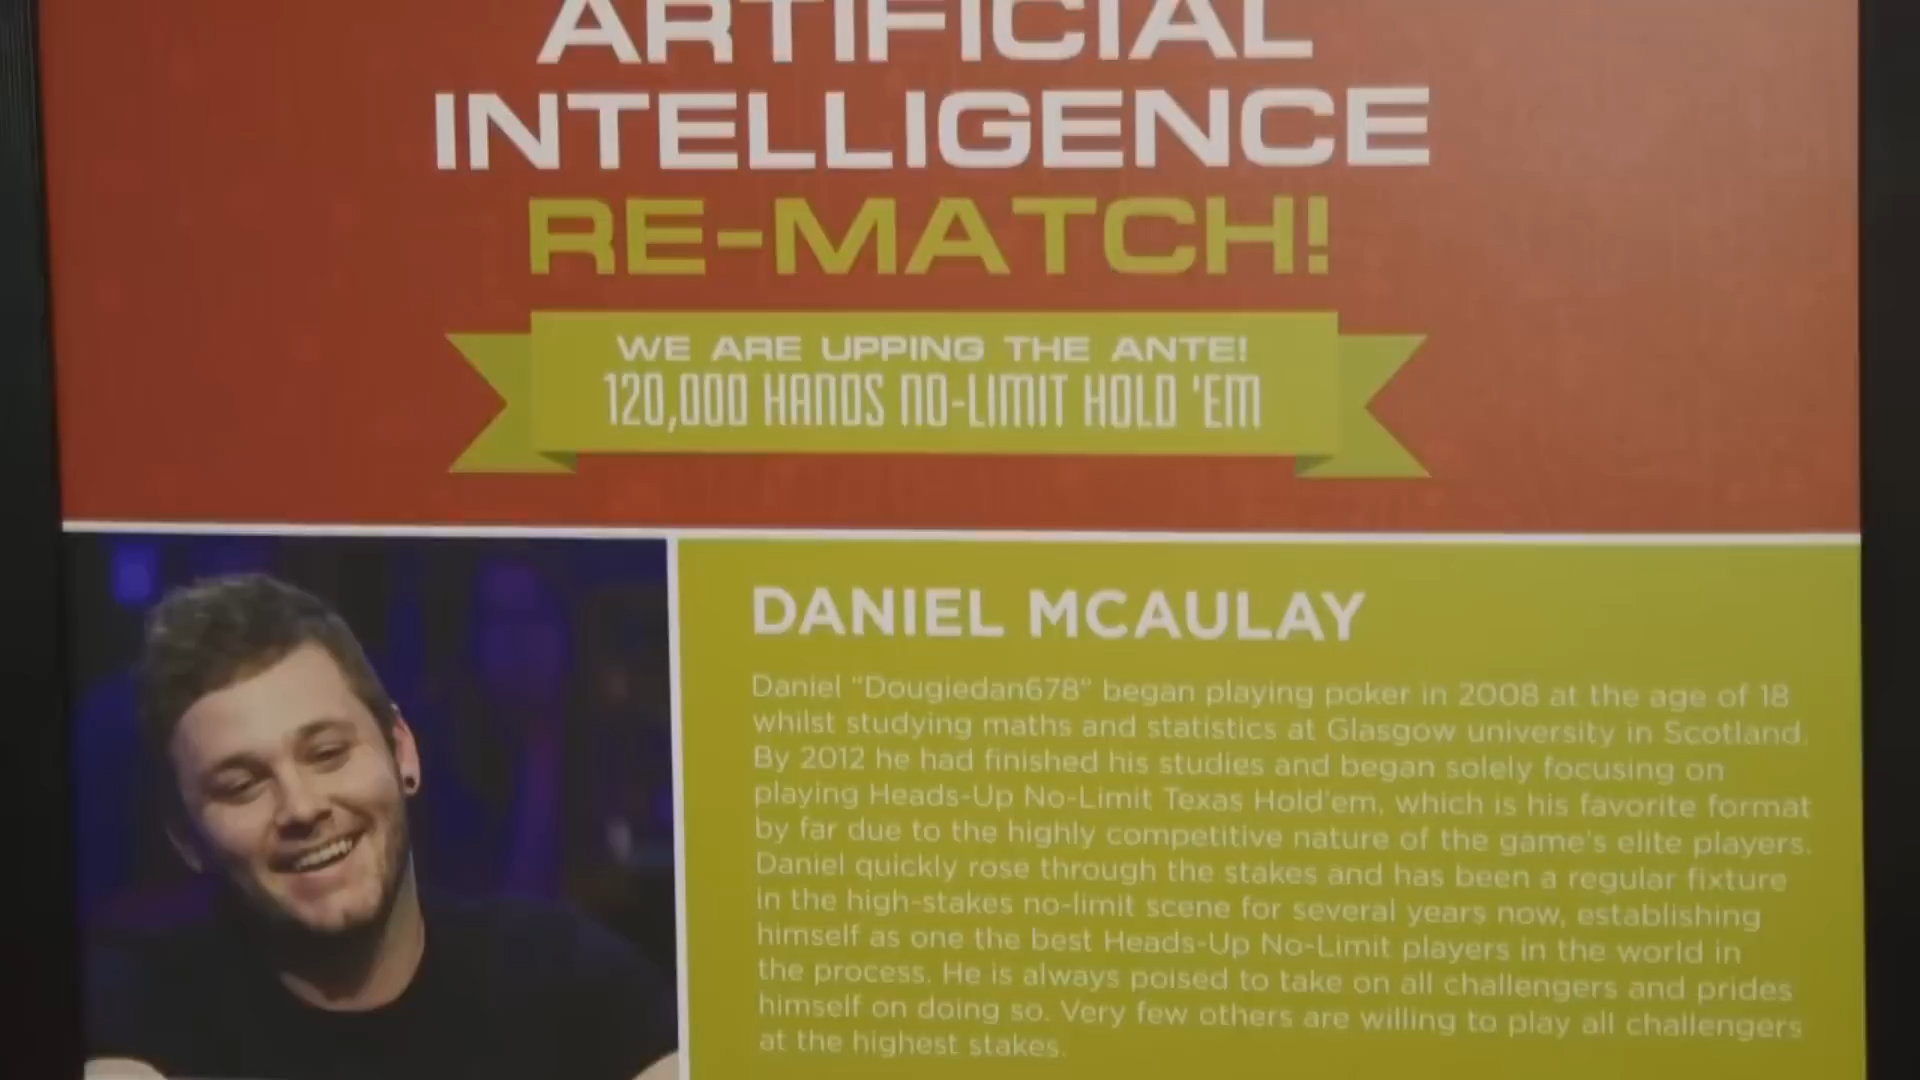 ARTIFICIAL
INTELLIGENCE
RE-MATCH!
WE ARE UPPING THE ANTE!
120,000 HANDS NO-LIMIT HOLD 'EM
DANIEL MCAULAY
Daniel "Dougiedan678" began playing poker in 2008 at the age of 18
whilst studying maths and statistics at Glasgow university in Scotland.
By 2012 he had finished his studies and began solely focusing on
playing Heads-Up No-Limit Texas Hold'em, which is his favorite format
by far due to the highly competitive nature of the game's elite players.
Daniel quickly rose through the stakes and has been a regular fixture
in the high-stakes no-limit scene for several years now, establishing
himself as one the best Heads-Up No-Limit players in the world in
the process. He is always poised to take on all challengers and prides
himself on doing so. Very few others are willing to play all challengers
at the highest stakes.